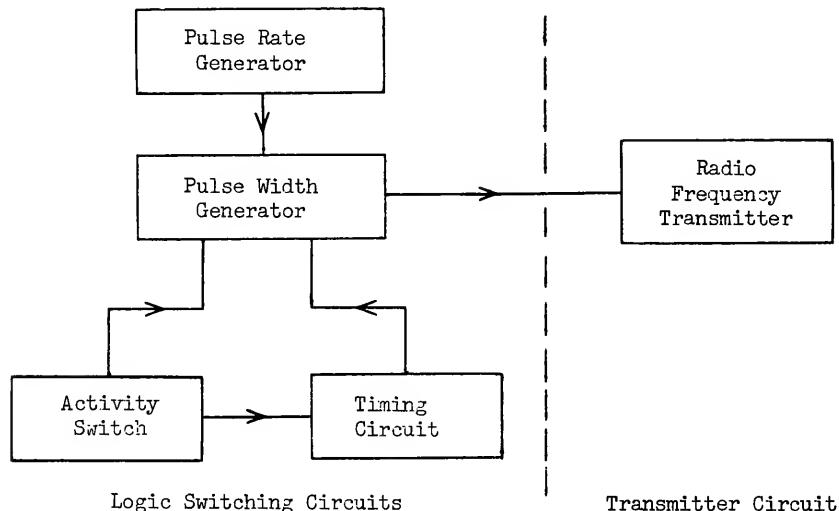 Pulse Rate
Generator
Pulse Width
Generator
Radio
Frequency
Transmitter
Activity
Switch
Timing
Circuit
Logic Switching Circuits
Transmitter Circuit